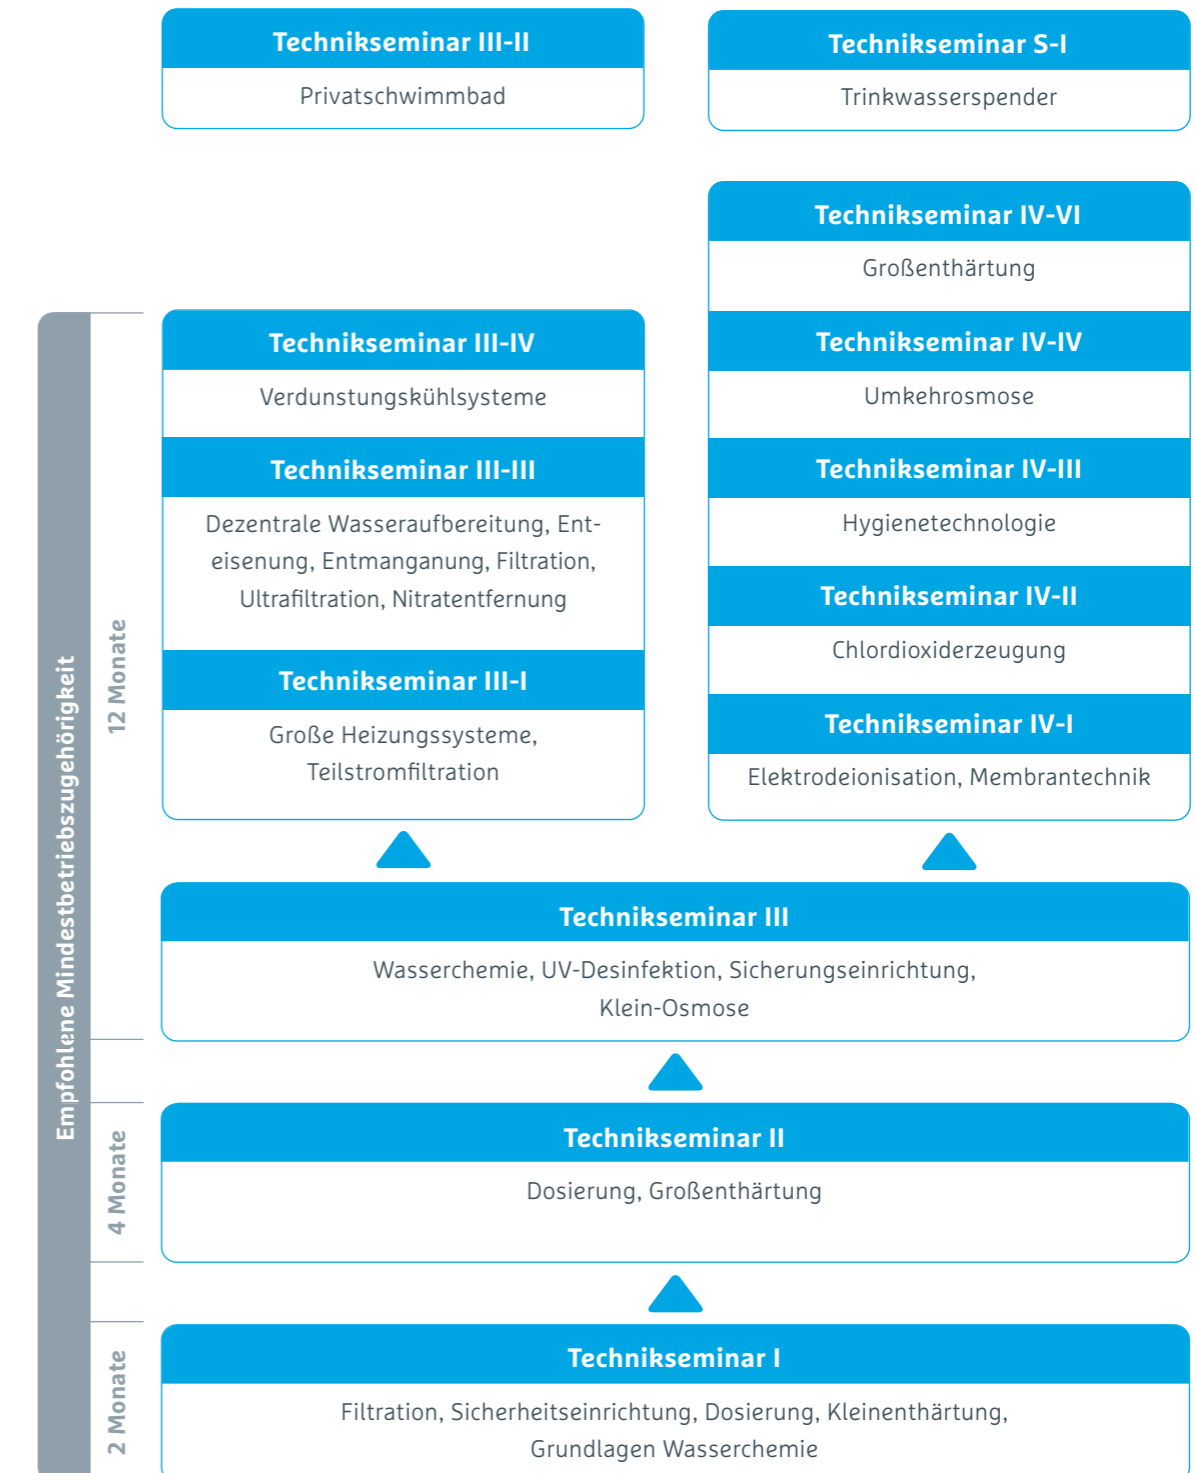 Technikseminar III-II
Privatschwimmbad
Technikseminar S-I
Trinkwasserspender
Technikseminar IV-VI
Großenthärtung
Technikseminar IV-IV
Umkehrosmose
Technikseminar IV-III
Hygienetechnologie
Technikseminar IV-II
Chlordioxiderzeugung
Technikseminar IV-I
Elektrodeionisation, Membrantechnik
Technikseminar III-IV
Verdunstungskühlsysteme
Technikseminar III-III
Dezentrale Wasseraufbereitung, Ent-
eisenung, Entmanganung, Filtration,
Ultrafiltration, Nitratentfernung
Technikseminar III-I
Große Heizungssysteme,
Teilstromfiltration
Empfohlene Mindestbetriebszugehörigkeit
12 Monate
Technikseminar III
Wasserchemie, UV-Desinfektion, Sicherungseinrichtung,
Klein-Osmose
4 Monate
Technikseminar II
Dosierung, Großenthärtung
2 Monate
Technikseminar I
Filtration, Sicherheitseinrichtung, Dosierung, Kleinenthärtung,
Grundlagen Wasserchemie